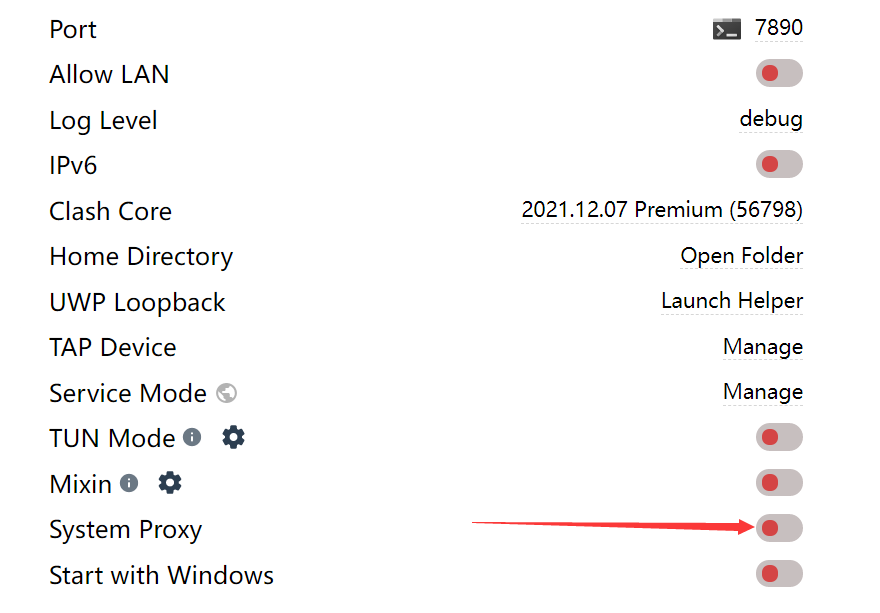 Port 7890
Allow LAN
Log Level debug
IPv6
Clash Core 2021.12.07 Premium (56798)
Home Directory Open Folder
UWP Loopback Launch Helper
TAP Device Manage
Service Mode Manage
TUN Mode
Mixin
System Proxy
Start with Windows